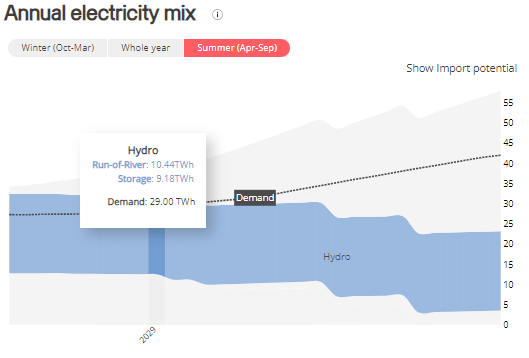 Annual electricity mix ⓘ
Winter (Oct-Mar) Whole year Summer (Apr-Sep)
Show Import potential
Hydro
Run-of-River: 10.44TWh
Storage: 9.18TWh
Demand: 29.00 TWh
Demand
Hydro
55
50
45
40
35
30
25
20
15
10
5
0
2029